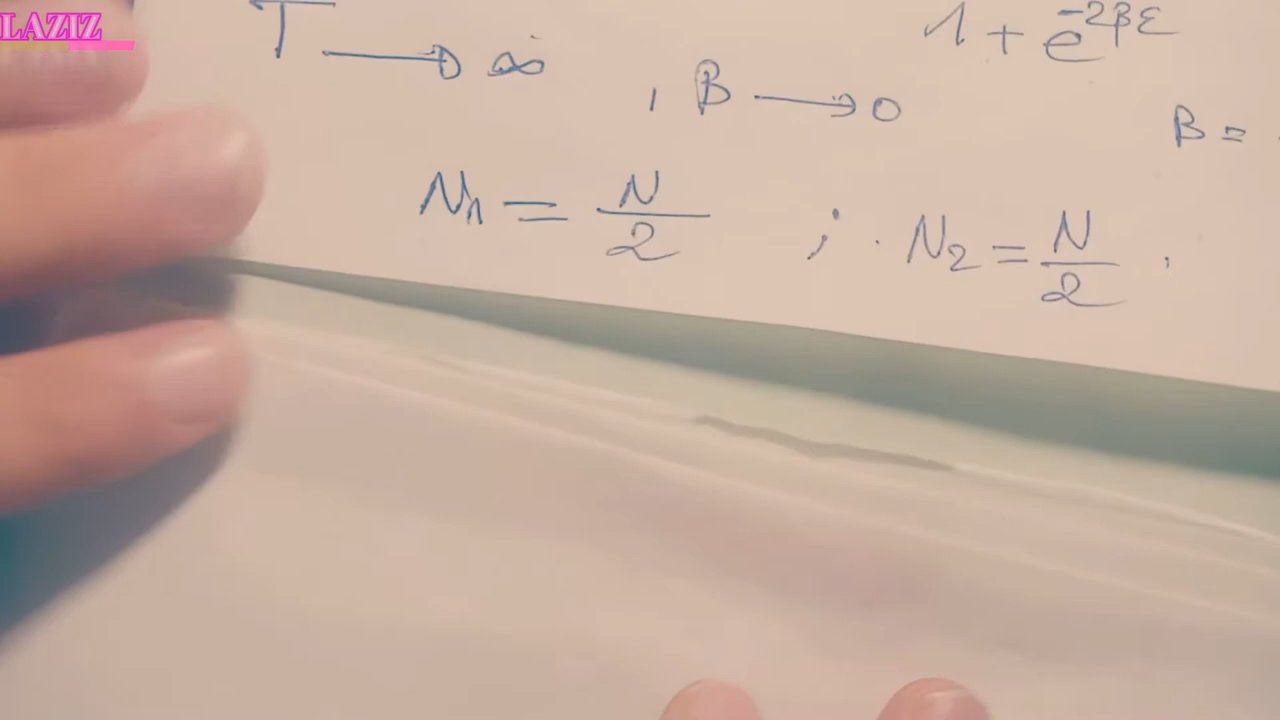 LAZIZ
1 + e^{-2βε}
T → ∞ , β → 0
β =
N₁ = N/2 ; N₂ = N/2 .